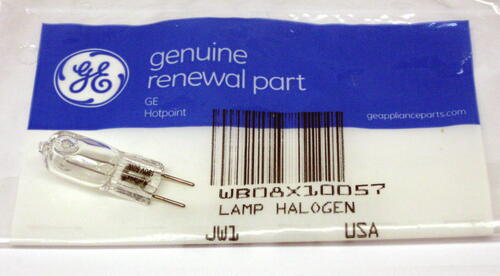 GE
genuine
renewal part
GE
Hotpoint
geapplianceparts.com
WB08X10057
LAMP HALOGEN
JW1 USA